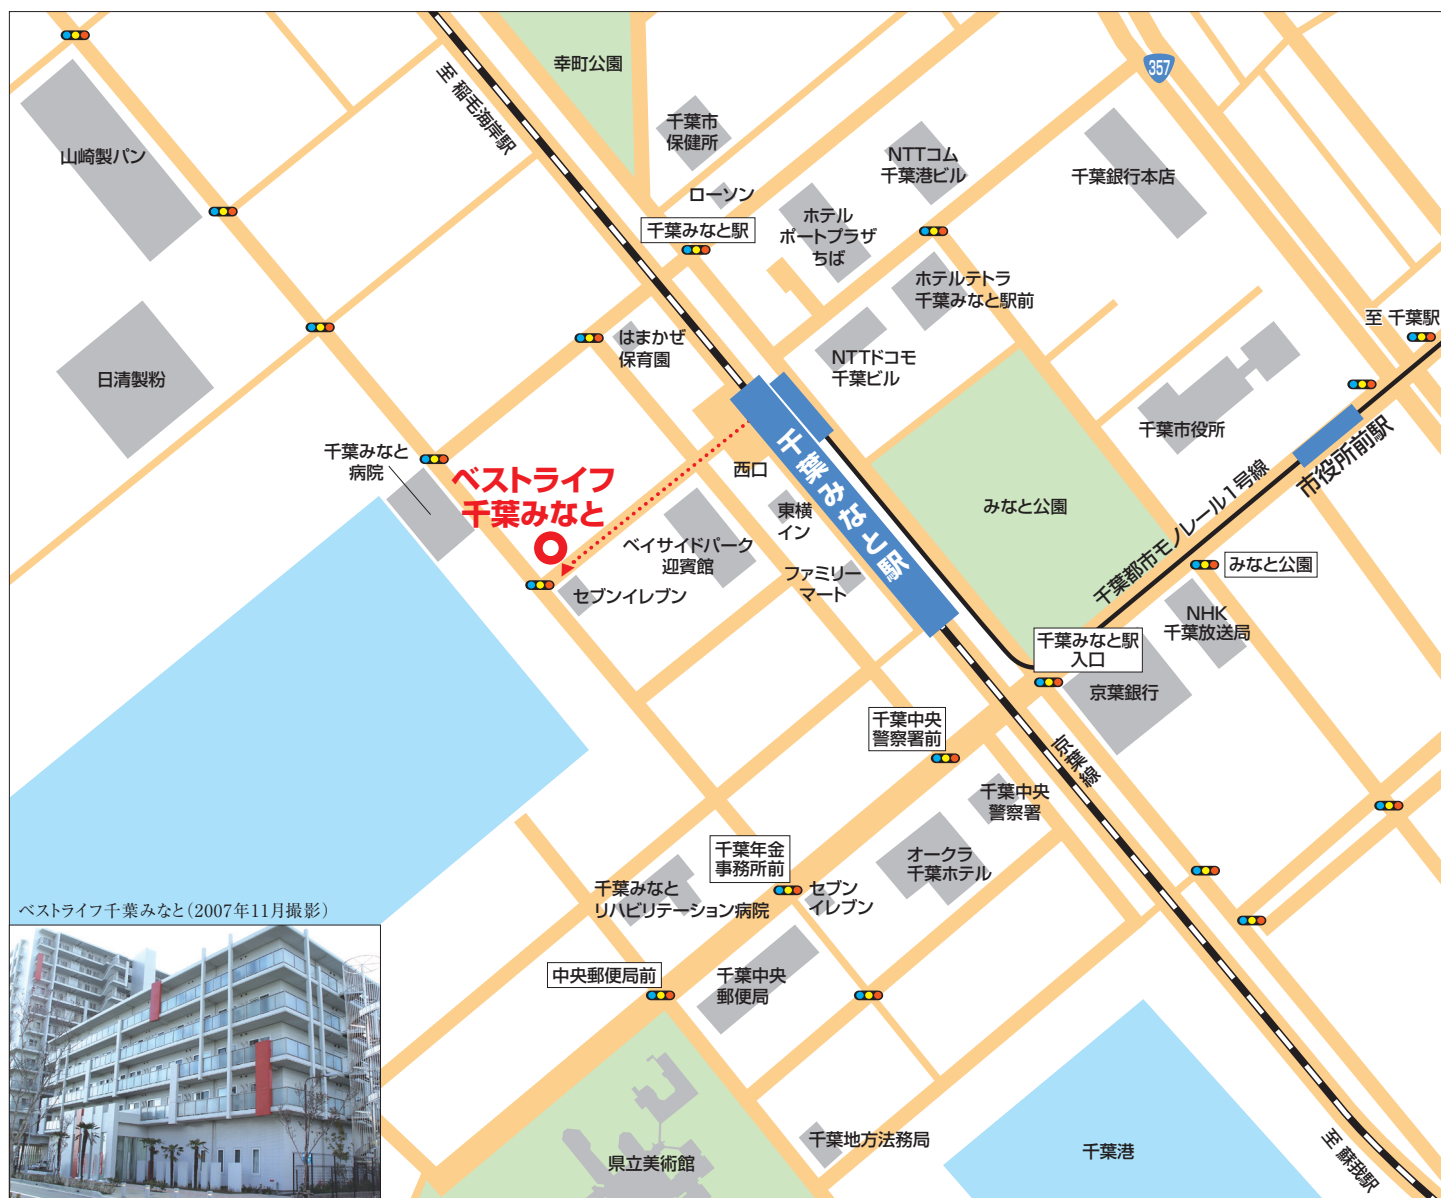 幸町公園
357
至 稲毛海岸駅
千葉市
保健所
NTTコム
千葉港ビル
千葉銀行本店
山崎製パン
ローソン
ホテル
ポートプラザ
ちば
千葉みなと駅
ホテルテトラ
千葉みなと駅前
至 千葉駅
はまかぜ
保育園
NTTドコモ
千葉ビル
日清製粉
千葉市役所
市役所前駅
千葉みなと
病院
ベストライフ
千葉みなと
西口
千葉みなと駅
東横
イン
みなと公園
千葉都市モノレール1号線
ベイサイドパーク
迎賓館
ファミリー
マート
みなと公園
セブンイレブン
NHK
千葉放送局
千葉みなと駅
入口
京葉銀行
千葉中央
警察署前
京葉線
千葉中央
警察署
千葉年金
事務所前
オークラ
千葉ホテル
千葉みなと
リハビリテーション病院
セブン
イレブン
ベストライフ千葉みなと(2007年11月撮影)
中央郵便局前
千葉中央
郵便局
千葉地方法務局
県立美術館
千葉港
至 蘇我駅